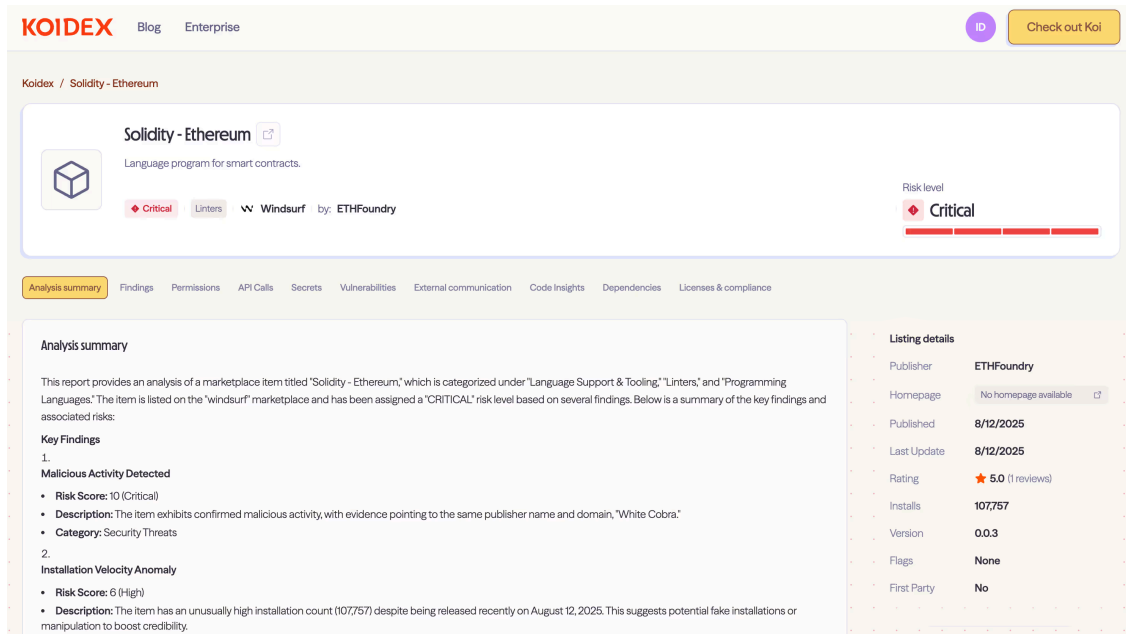 KOIDEX
Blog
Enterprise
ID
Check out Koi
Koidex / Solidity - Ethereum
Solidity - Ethereum
Language program for smart contracts.
Critical
Linters
Windsurf
by: ETHFoundry
Risk level
Critical
Analysis summary
Findings
Permissions
API Calls
Secrets
Vulnerabilities
External communication
Code Insights
Dependencies
Licenses & compliance
Analysis summary
This report provides an analysis of a marketplace item titled "Solidity - Ethereum," which is categorized under "Language Support & Tooling," "Linters," and "Programming
Languages." The item is listed on the "windsurf" marketplace and has been assigned a "CRITICAL" risk level based on several findings. Below is a summary of the key findings and
associated risks:
Key Findings
1.
Malicious Activity Detected
• Risk Score: 10 (Critical)
• Description: The item exhibits confirmed malicious activity, with evidence pointing to the same publisher name and domain, "White Cobra."
• Category: Security Threats
2.
Installation Velocity Anomaly
• Risk Score: 6 (High)
• Description: The item has an unusually high installation count (107,757) despite being released recently on August 12, 2025. This suggests potential fake installations or
manipulation to boost credibility.
Listing details
Publisher ETHFoundry
Homepage No homepage available
Published 8/12/2025
Last Update 8/12/2025
Rating 5.0 (1 reviews)
Installs 107,757
Version 0.0.3
Flags None
First Party No